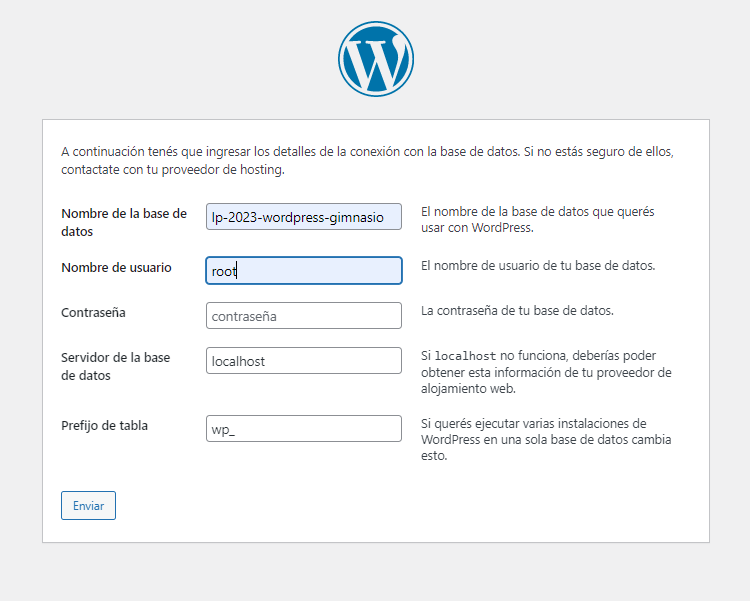 A continuación tenés que ingresar los detalles de la conexión con la base de datos. Si no estás seguro de ellos,
contactate con tu proveedor de hosting.
Nombre de la base de
datos
lp-2023-wordpress-gimnasio
El nombre de la base de datos que querés
usar con WordPress.
Nombre de usuario
root
El nombre de usuario de tu base de datos.
Contraseña
contraseña
La contraseña de tu base de datos.
Servidor de la base
de datos
localhost
Si localhost no funciona, deberías poder
obtener esta información de tu proveedor de
alojamiento web.
Prefijo de tabla
wp_
Si querés ejecutar varias instalaciones de
WordPress en una sola base de datos cambia
esto.
Enviar